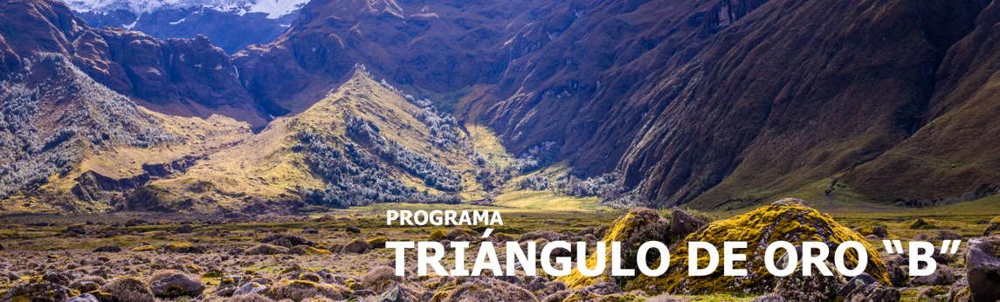 PROGRAMA
TRIÁNGULO DE ORO “B”